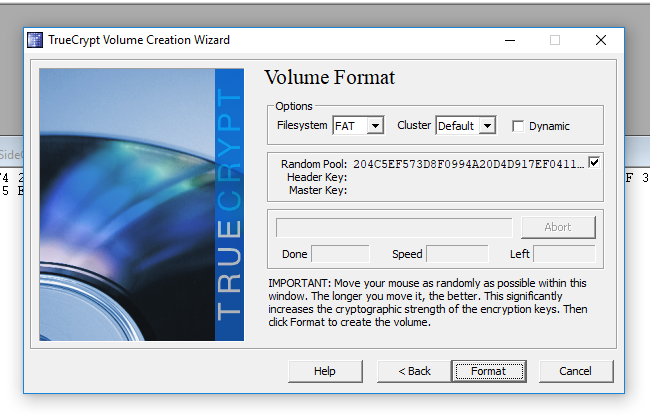 TrueCrypt Volume Creation Wizard
TRUECRYPT
Volume Format
Options
Filesystem FAT Cluster Default Dynamic
Random Pool: 204C5EF573D8F0994A20D4D917EF0411...
Header Key:
Master Key:
Abort
Done Speed Left
IMPORTANT: Move your mouse as randomly as possible within this
window. The longer you move it, the better. This significantly
increases the cryptographic strength of the encryption keys. Then
click Format to create the volume.
Help < Back Format Cancel